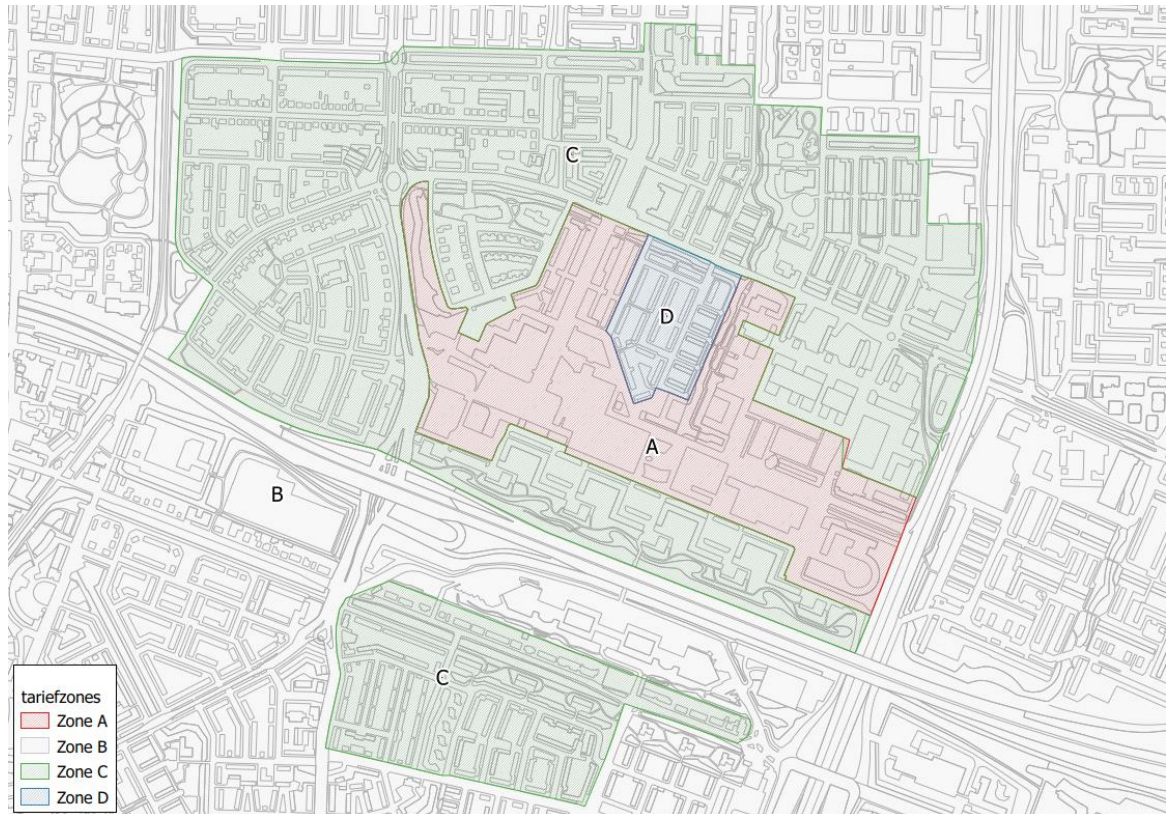 C
D
A
B
C
tariefzones
Zone A
Zone B
Zone C
Zone D